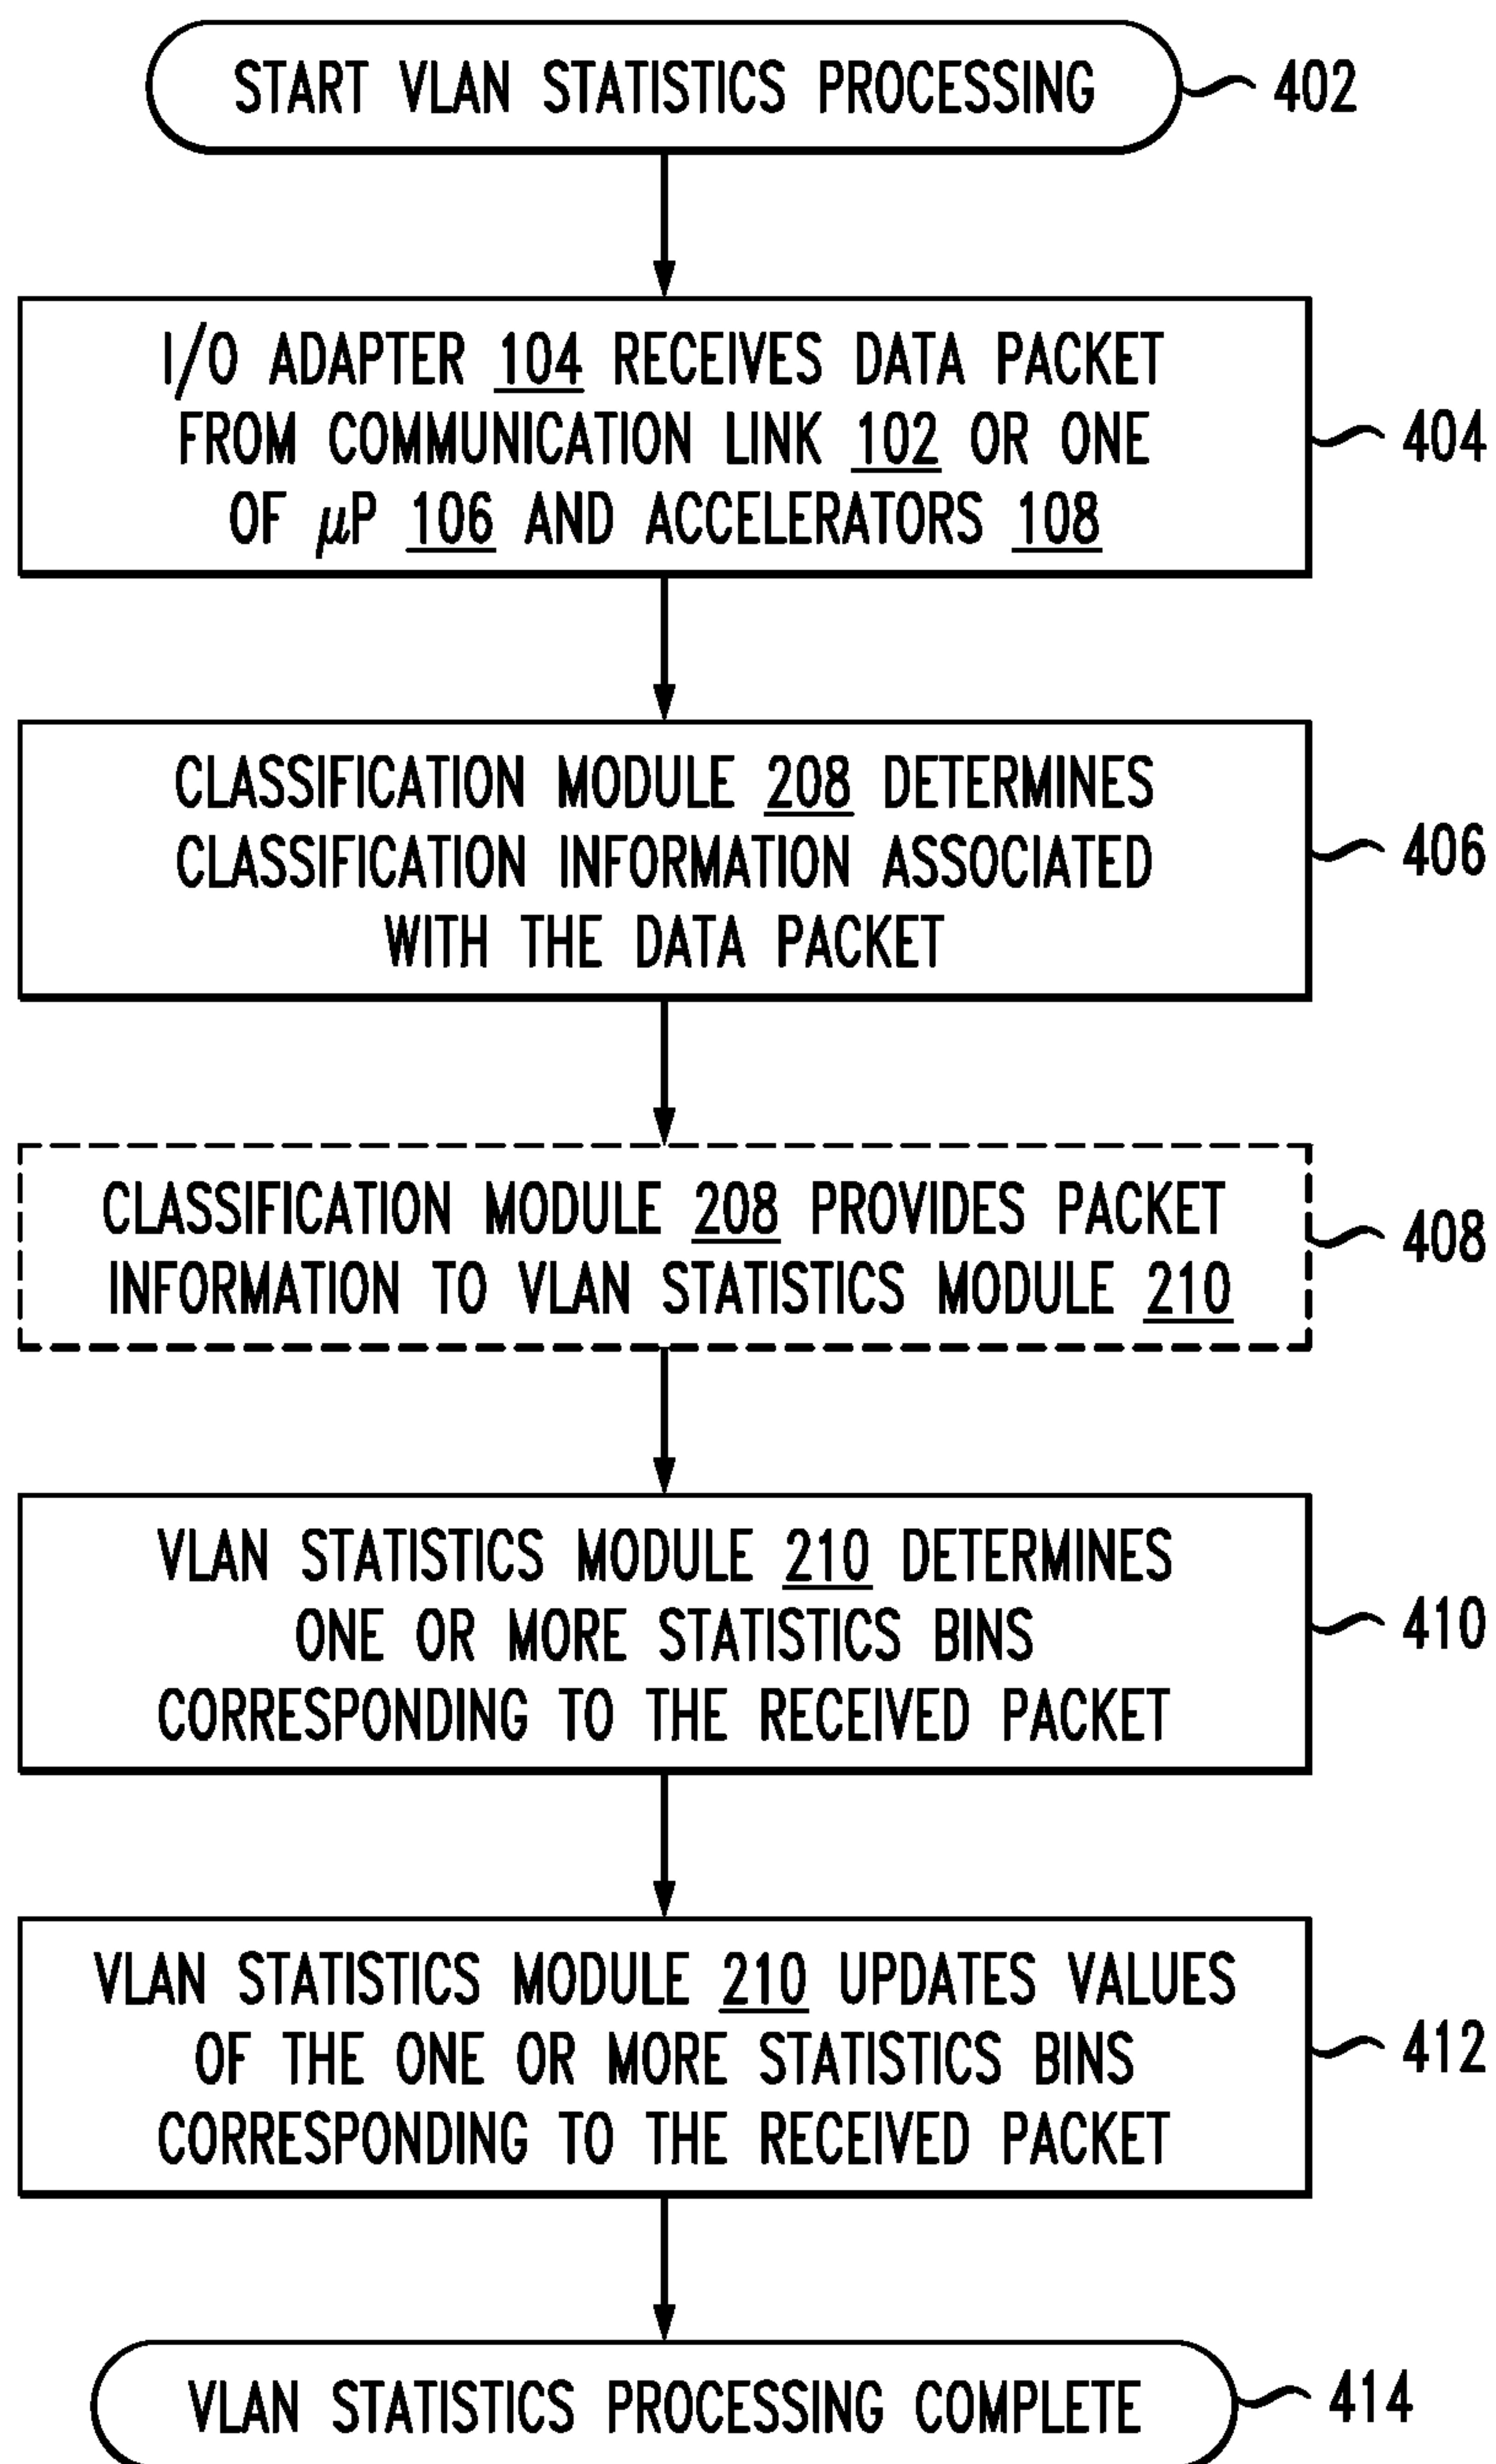 START VLAN STATISTICS PROCESSING
402
I/O ADAPTER 104 RECEIVES DATA PACKET
FROM COMMUNICATION LINK 102 OR ONE
OF μP 106 AND ACCELERATORS 108
404
CLASSIFICATION MODULE 208 DETERMINES
CLASSIFICATION INFORMATION ASSOCIATED
WITH THE DATA PACKET
406
CLASSIFICATION MODULE 208 PROVIDES PACKET
INFORMATION TO VLAN STATISTICS MODULE 210
408
VLAN STATISTICS MODULE 210 DETERMINES
ONE OR MORE STATISTICS BINS
CORRESPONDING TO THE RECEIVED PACKET
410
VLAN STATISTICS MODULE 210 UPDATES VALUES
OF THE ONE OR MORE STATISTICS BINS
CORRESPONDING TO THE RECEIVED PACKET
412
VLAN STATISTICS PROCESSING COMPLETE
414